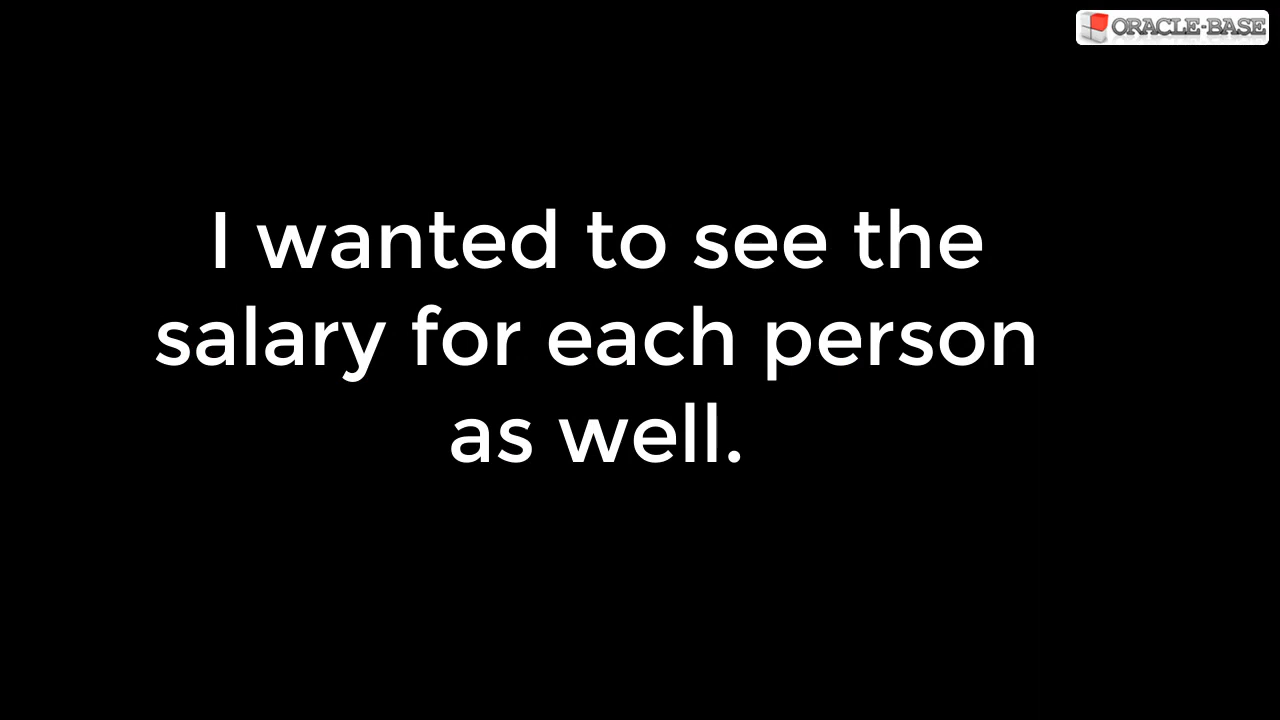 ORACLE-BASE
I wanted to see the
salary for each person
as well.